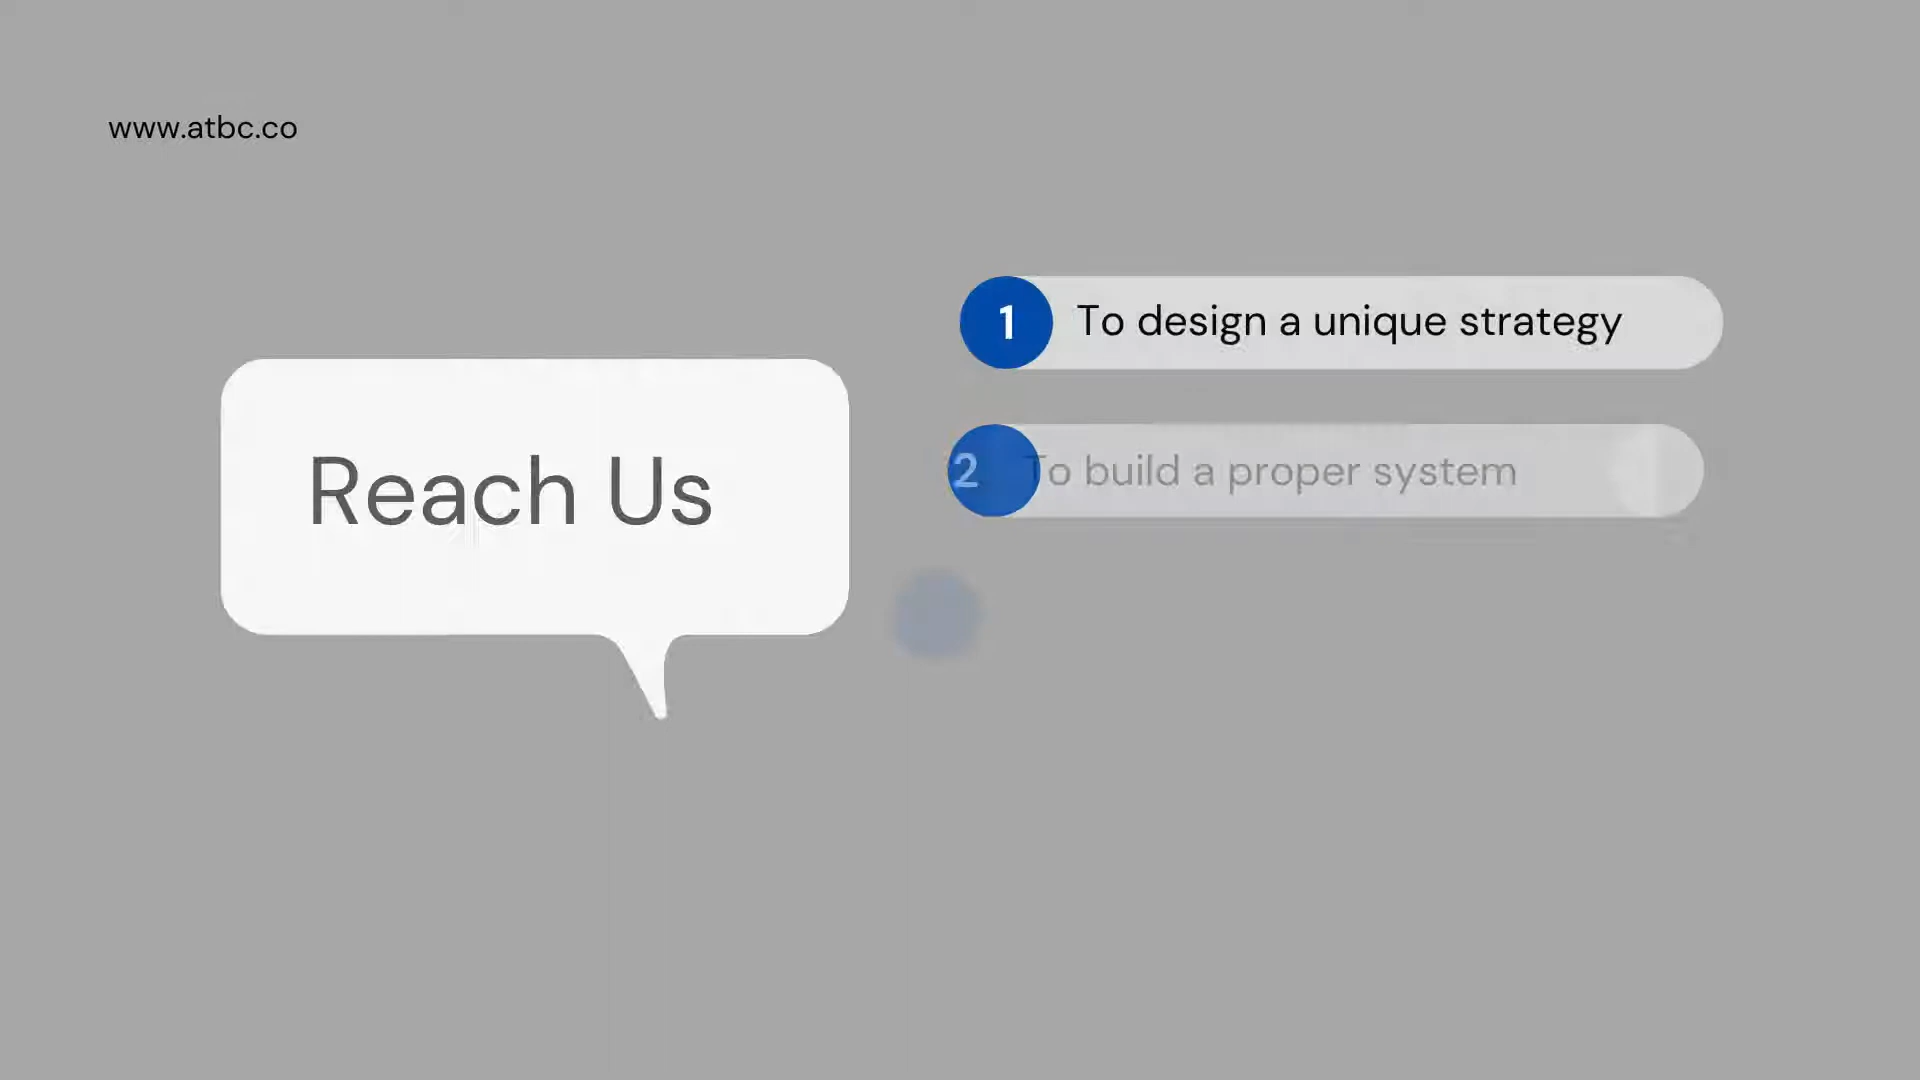 www.atbc.co
Reach Us
1 To design a unique strategy
2 To build a proper system